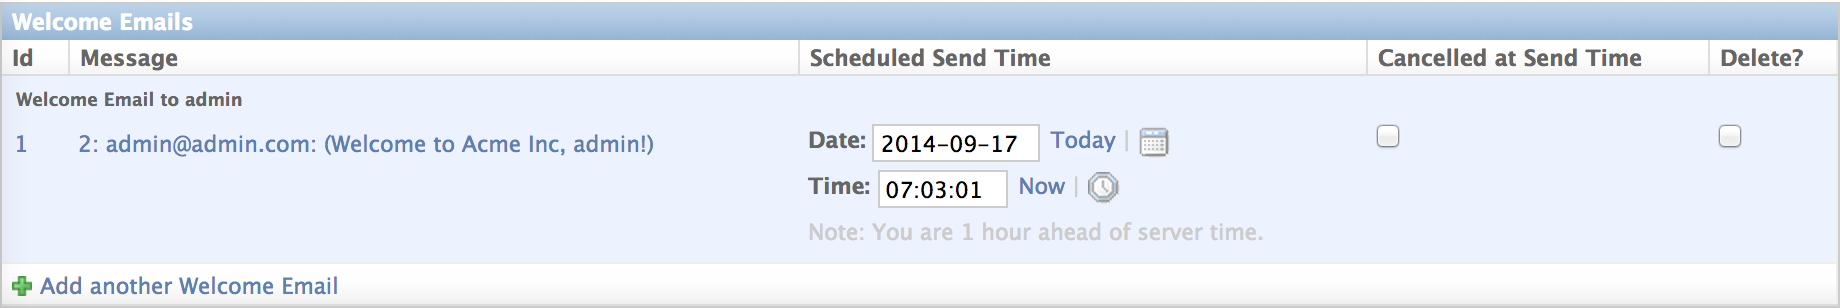 Welcome Emails
Id Message Scheduled Send Time Cancelled at Send Time Delete?
Welcome Email to admin
1 2: admin@admin.com: (Welcome to Acme Inc, admin!) Date: 2014-09-17 Today |
Time: 07:03:01 Now |
Note: You are 1 hour ahead of server time.
Add another Welcome Email